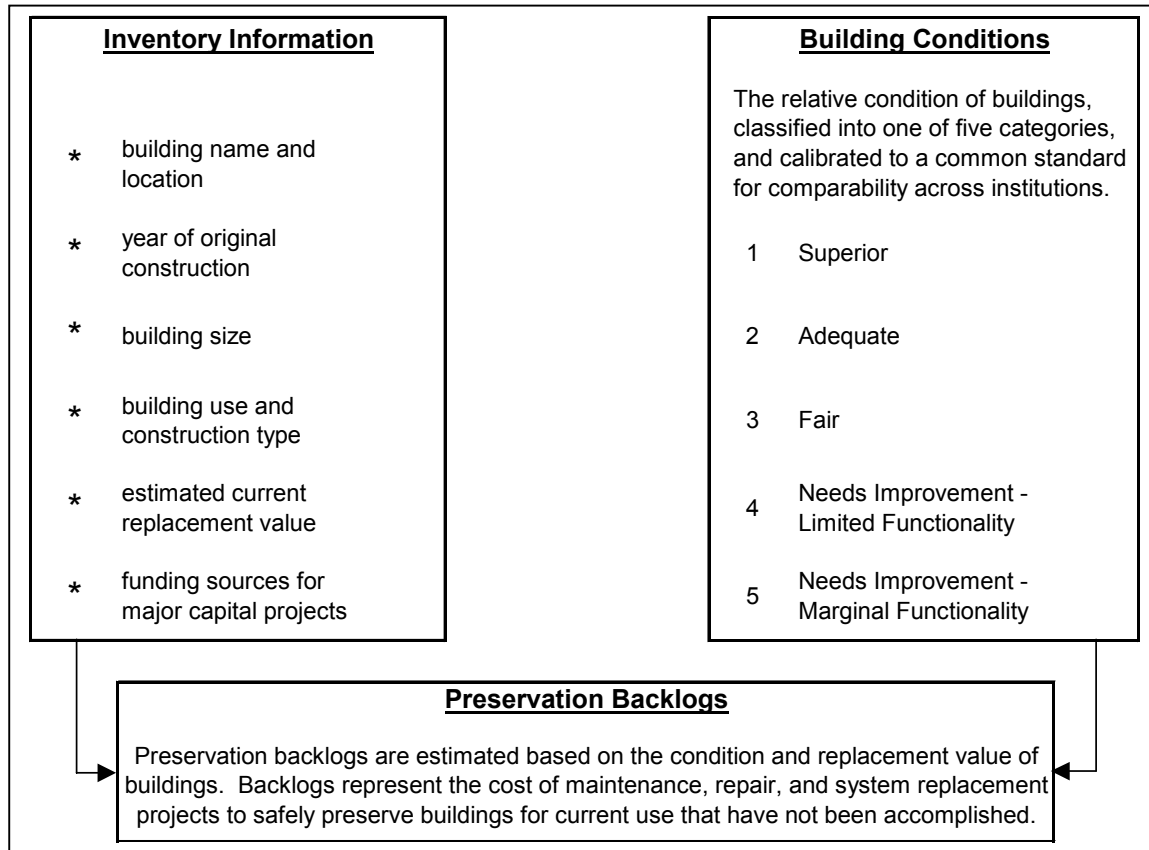 Inventory Information
* building name and
location
* year of original
construction
* building size
* building use and
construction type
* estimated current
replacement value
* funding sources for
major capital projects
Building Conditions
The relative condition of buildings,
classified into one of five categories,
and calibrated to a common standard
for comparability across institutions.
1 Superior
2 Adequate
3 Fair
4 Needs Improvement -
Limited Functionality
5 Needs Improvement -
Marginal Functionality
Preservation Backlogs
Preservation backlogs are estimated based on the condition and replacement value of
buildings. Backlogs represent the cost of maintenance, repair, and system replacement
projects to safely preserve buildings for current use that have not been accomplished.